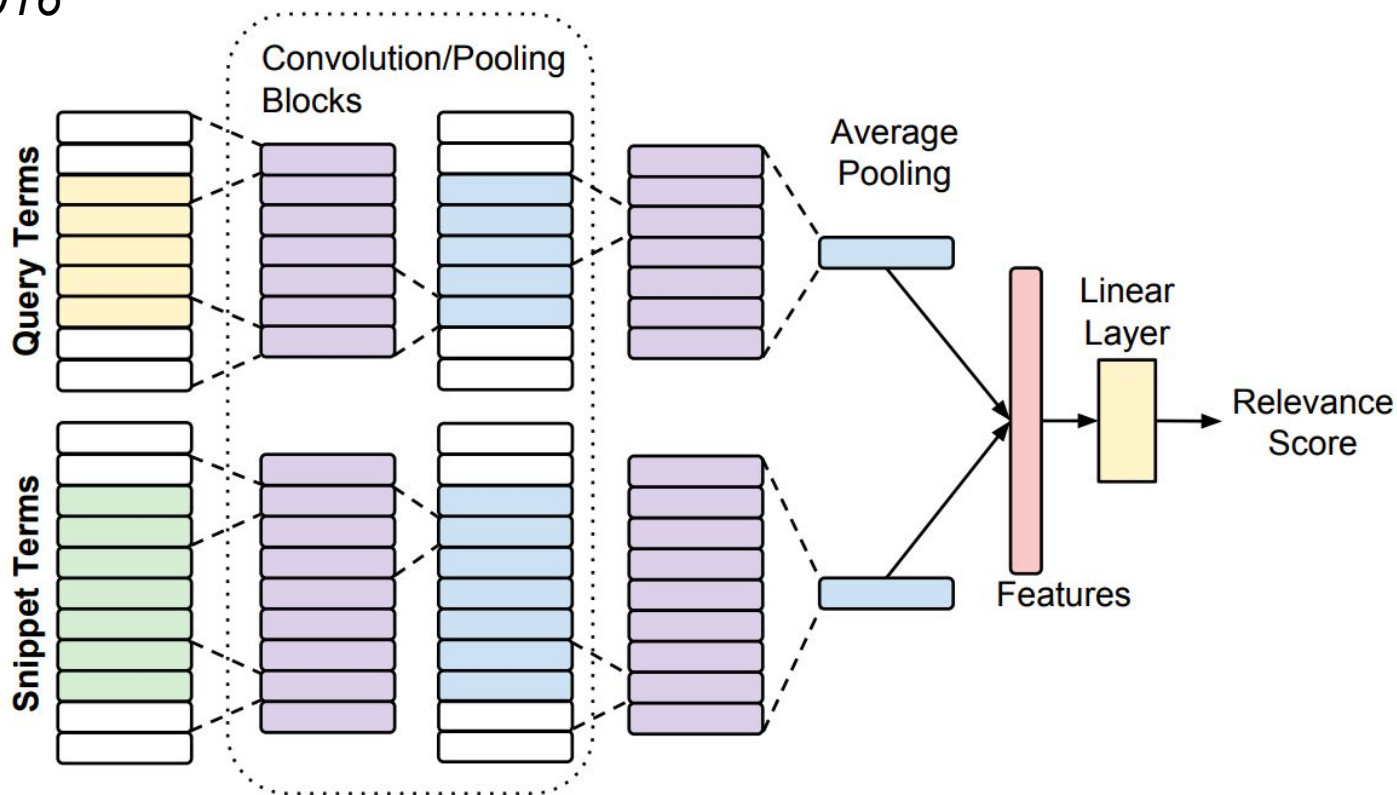 Convolution/Pooling
Blocks
Query Terms
Snippet Terms
Average
Pooling
Features
Linear
Layer
Relevance
Score